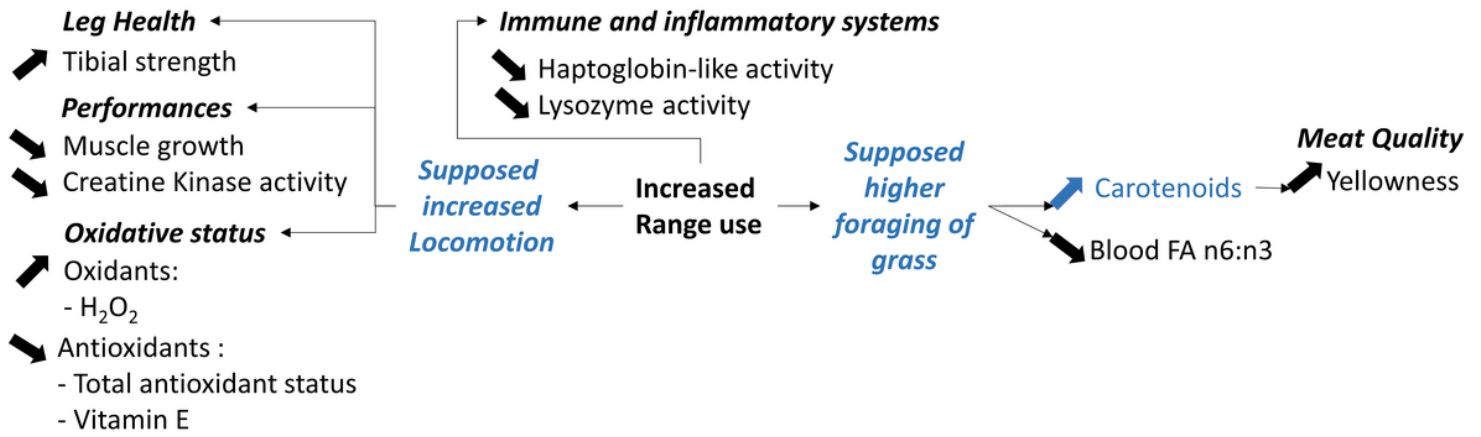 Leg Health
Tibial strength
Performances
Muscle growth
Creatine Kinase activity
Oxidative status
Oxidants:
- H₂O₂
Antioxidants :
- Total antioxidant status
- Vitamin E
Supposed
increased
Locomotion
Immune and inflammatory systems
Haptoglobin-like activity
Lysozyme activity
Increased
Range use
Supposed
higher
foraging of
grass
Carotenoids
Blood FA n6:n3
Meat Quality
Yellowness